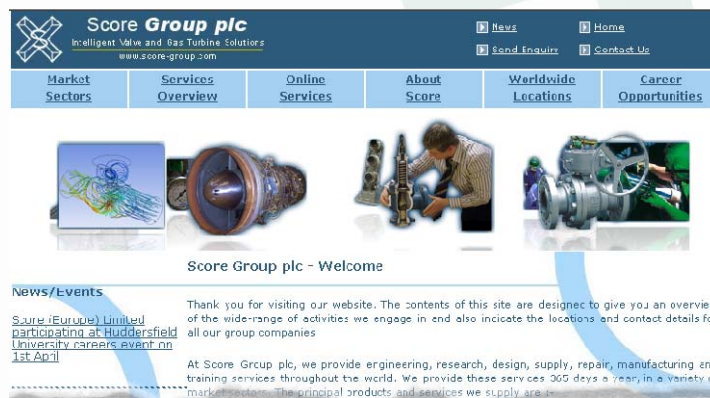 Score Group plc
Intelligent Valve and Gas Turbine Solutions
www.score-group.com
News
Home
Send Enquiry
Contact Us
Market Sectors
Services Overview
Online Services
About Score
Worldwide Locations
Career Opportunities
Score Group plc - Welcome
News/Events
Score (Europe) Limited
participating at Huddersfield
University careers event on
1st April
Thank you for visiting our website. The contents of this site are designed to give you an overvie
of the wide-range of activities we engage in and also indicate the locations and contact details fo
all our group companies
At Score Group plc, we provide engineering, research, design, supply, repair, manufacturing an
training services throughout the world. We provide these services 365 days a year, in a variety o
market sectors. The principal products and services we supply are :-